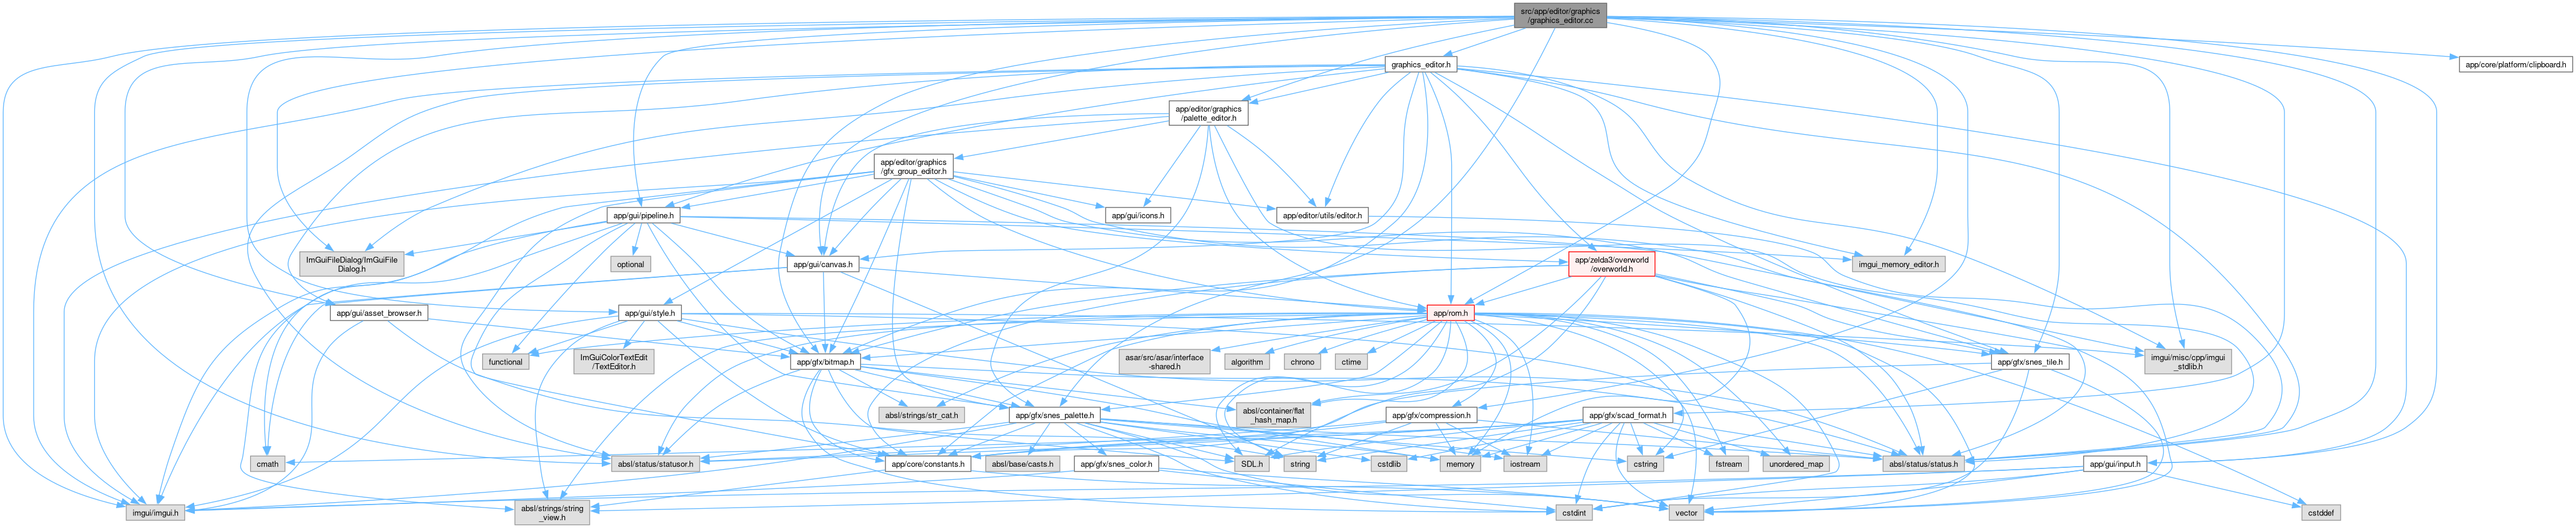 src/app/editor/graphics
/graphics_editor.cc
graphics_editor.h
app/core/platform/clipboard.h
app/editor/graphics
/palette_editor.h
app/editor/graphics
/gfx_group_editor.h
app/gui/pipeline.h
app/gui/icons.h
app/editor/utils/editor.h
ImGuiFileDialog/ImGuiFile
Dialog.h
optional
app/gui/canvas.h
app/zelda3/overworld
/overworld.h
imgui_memory_editor.h
app/gui/asset_browser.h
app/gui/style.h
app/rom.h
functional
ImGuiColorTextEdit
/TextEditor.h
app/gfx/bitmap.h
asar/src/asar/interface
-shared.h
algorithm
chrono
ctime
app/gfx/snes_tile.h
imgui/misc/cpp/imgui
_stdlib.h
absl/strings/str_cat.h
app/gfx/snes_palette.h
absl/container/flat
_hash_map.h
app/gfx/compression.h
app/gfx/scad_format.h
cmath
absl/status/statusor.h
app/core/constants.h
absl/base/casts.h
app/gfx/snes_color.h
SDL.h
string
cstdlib
memory
iostream
cstring
fstream
unordered_map
absl/status/status.h
app/gui/input.h
imgui/imgui.h
absl/strings/string
_view.h
cstdint
vector
cstddef